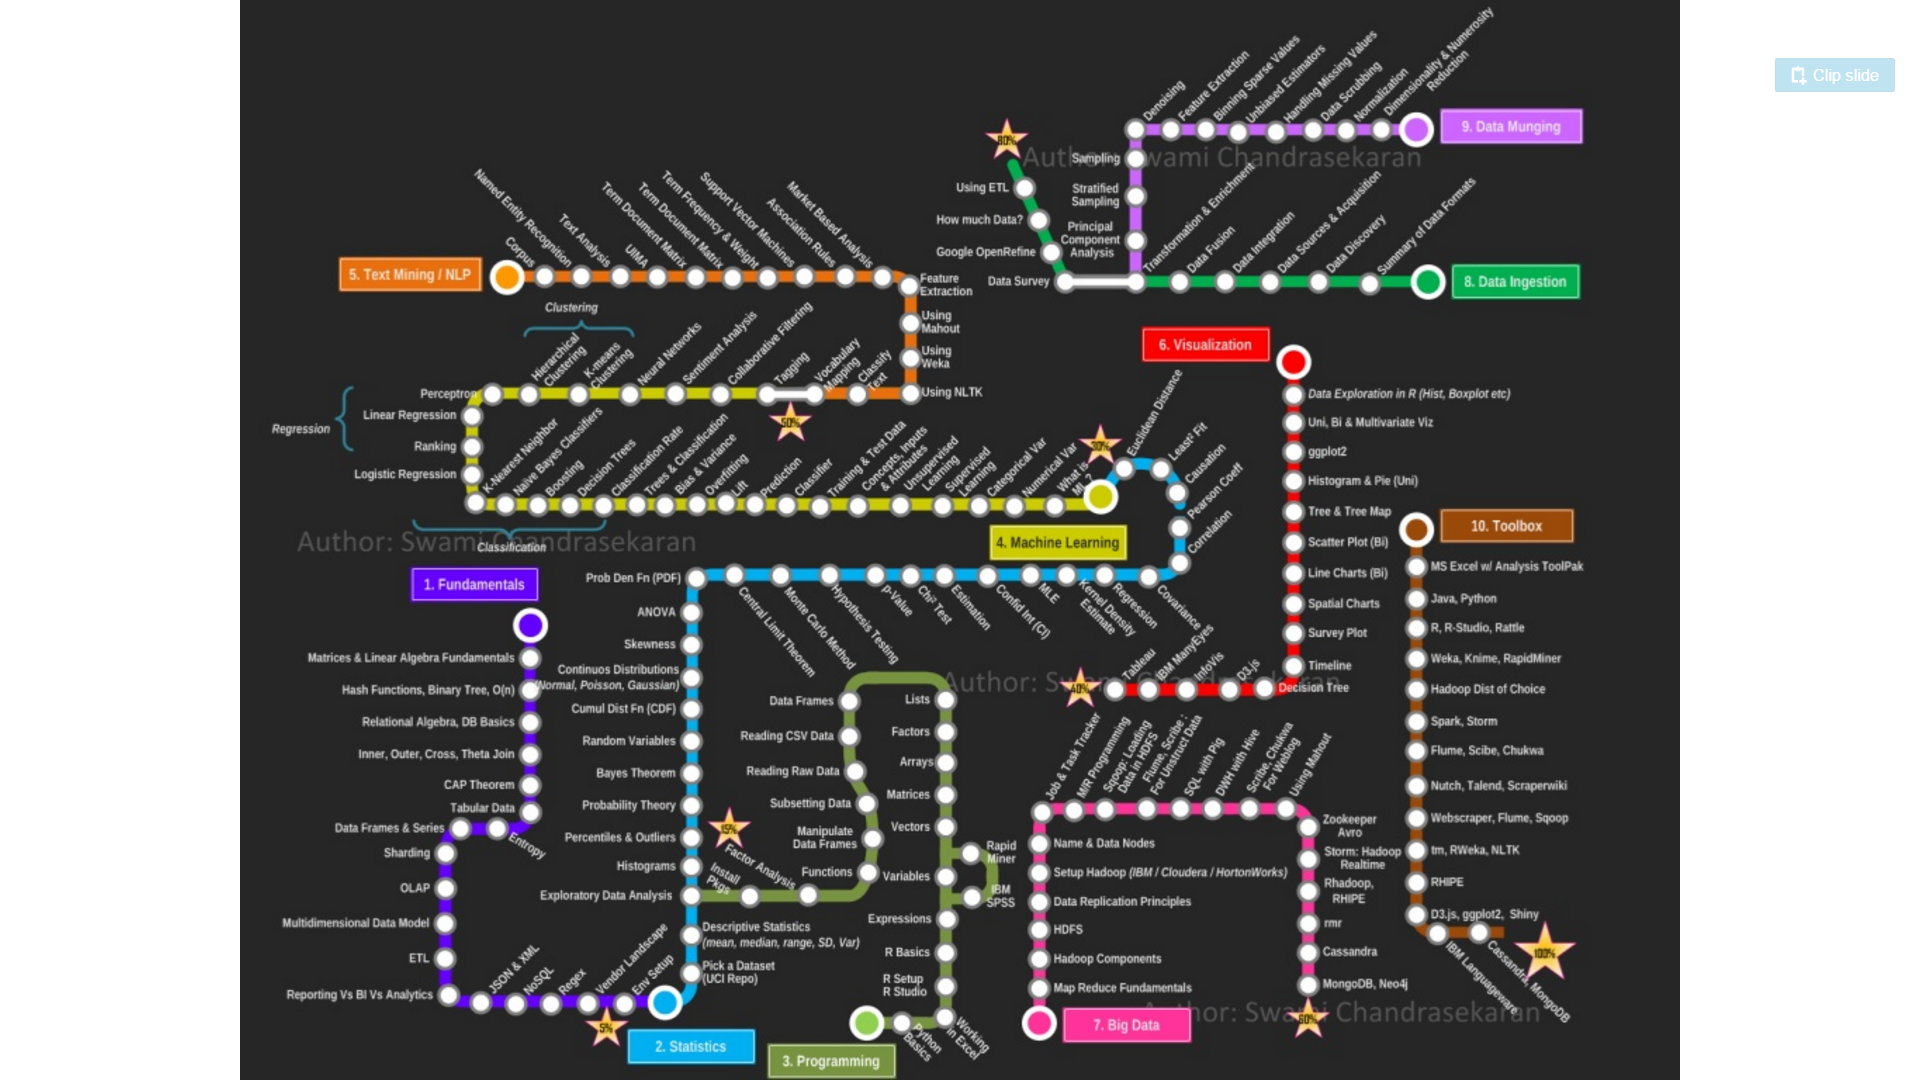 Clip slide
9. Data Munging
Denoising
Feature Extraction
Binning Sparse Values
Unbiased Estimators
Handling Missing Values
Data Scrubbing
Normalization
Dimensionality & Numerosity
Reduction
Sampling
Stratified
Sampling
Principal
Component
Analysis
Author: Swami Chandrasekaran
80%
Using ETL
How much Data?
Google OpenRefine
Data Survey
Transformation & Enrichment
Data Fusion
Data Integration
Data Sources & Acquisition
Data Discovery
Summary of Data Formats
8. Data Ingestion
5. Text Mining / NLP
Corpus
Named Entity Recognition
Text Analysis
UIMA
Term Document Matrix
Term Document Matrix
Term Frequency & Weight
Support Vector Machines
Association Rules
Market Based Analysis
Feature
Extraction
Using
Mahout
Using
Weka
Using NLTK
Classify
Text
Vocabulary
Mapping
50%
Tagging
Collaborative Filtering
Sentiment Analysis
Neural Networks
Clustering
K-means
Clustering
Hierarchical
Clustering
Perceptron
Regression
Linear Regression
Ranking
Logistic Regression
K-Nearest Neighbor
Naive Bayes Classifiers
Boosting
Decision Trees
Classification
Classification Rate
Trees & Classification
Bias & Variance
Overfitting
Lift
Prediction
Classifier
Training & Test Data
Concepts, Inputs
& Attributes
Unsupervised
Learning
Supervised
Learning
Categorical Var
Numerical Var
What is
ML?
30%
4. Machine Learning
Author: Swami Chandrasekaran
Euclidean Distance
Least² Fit
Causation
Pearson Coeff
Correlation
Covariance
Regression
Kernel Density
Estimate
MLE
Confid Int (CI)
Estimation
Chi² Test
p-Value
Hypothesis Testing
Monte Carlo Method
Central Limit Theorem
Prob Den Fn (PDF)
ANOVA
Skewness
Continuos Distributions
(Normal, Poisson, Gaussian)
Cumul Dist Fn (CDF)
Random Variables
Bayes Theorem
Probability Theory
Percentiles & Outliers
Histograms
Exploratory Data Analysis
Descriptive Statistics
(mean, median, range, SD, Var)
Pick a Dataset
(UCI Repo)
2. Statistics
1. Fundamentals
Matrices & Linear Algebra Fundamentals
Hash Functions, Binary Tree, O(n)
Relational Algebra, DB Basics
Inner, Outer, Cross, Theta Join
CAP Theorem
Tabular Data
Entropy
Data Frames & Series
Sharding
OLAP
Multidimensional Data Model
ETL
Reporting Vs BI Vs Analytics
JSON & XML
NoSQL
Regex
Vendor Landscape
Env Setup
5%
15%
Install
Pkgs
Factor Analysis
Functions
Manipulate
Data Frames
Subsetting Data
Reading Raw Data
Reading CSV Data
Data Frames
Lists
Factors
Arrays
Matrices
Vectors
Variables
Rapid
Miner
IBM
SPSS
Expressions
R Basics
R Setup
R Studio
Working
in Excel
Python
Basics
3. Programming
6. Visualization
Data Exploration in R (Hist, Boxplot etc)
Uni, Bi & Multivariate Viz
ggplot2
Histogram & Pie (Uni)
Tree & Tree Map
Scatter Plot (Bi)
Line Charts (Bi)
Spatial Charts
Survey Plot
Timeline
Decision Tree
D3.js
InfoVis
IBM ManyEyes
Tableau
40%
Author: Swami Chandrasekaran
Job & Task Tracker
M/R Programming
Sqoop: Loading
Data in HDFS
Flume, Scribe :
For Unstruct Data
SQL with Pig
DWH with Hive
Scribe, Chukwa
For Weblog
Using Mahout
Name & Data Nodes
Setup Hadoop (IBM / Cloudera / HortonWorks)
Data Replication Principles
HDFS
Hadoop Components
Map Reduce Fundamentals
7. Big Data
Zookeeper
Avro
Storm: Hadoop
Realtime
Rhadoop,
RHIPE
rmr
Cassandra
MongoDB, Neo4j
60%
Author: Swami Chandrasekaran
10. Toolbox
MS Excel w/ Analysis ToolPak
Java, Python
R, R-Studio, Rattle
Weka, Knime, RapidMiner
Hadoop Dist of Choice
Spark, Storm
Flume, Scibe, Chukwa
Nutch, Talend, Scraperwiki
Webscraper, Flume, Sqoop
tm, RWeka, NLTK
RHIPE
D3.js, ggplot2, Shiny
IBM Languageware
Cassandra, MongoDB
100%